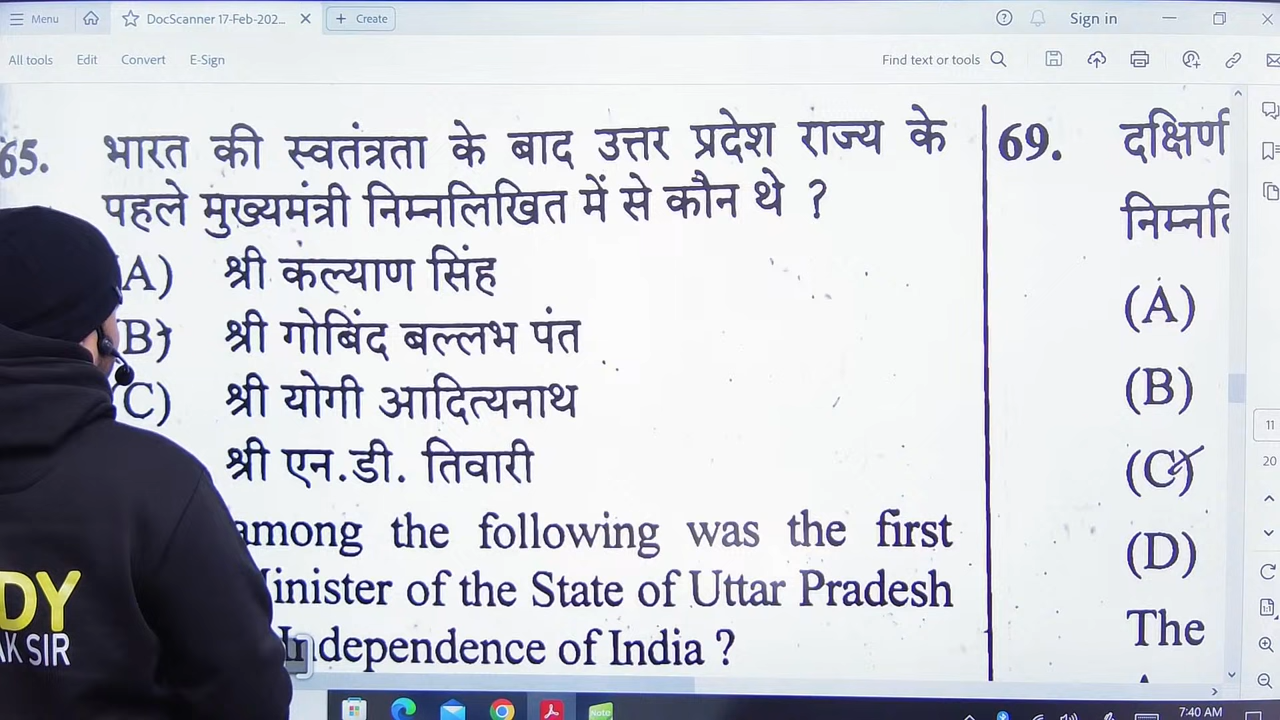 Menu
DocScanner 17-Feb-202...
Create
Sign in
All tools
Edit
Convert
E-Sign
Find text or tools
65. भारत की स्वतंत्रता के बाद उत्तर प्रदेश राज्य के
पहले मुख्यमंत्री निम्नलिखित में से कौन थे ?
(A) श्री कल्याण सिंह
(B) श्री गोबिंद बल्लभ पंत
(C) श्री योगी आदित्यनाथ
श्री एन.डी. तिवारी
among the following was the first
Minister of the State of Uttar Pradesh
Independence of India ?
69.
(A)
(B)
(C)
(D)
The
11
20
DY
AK SIR
7:40 AM